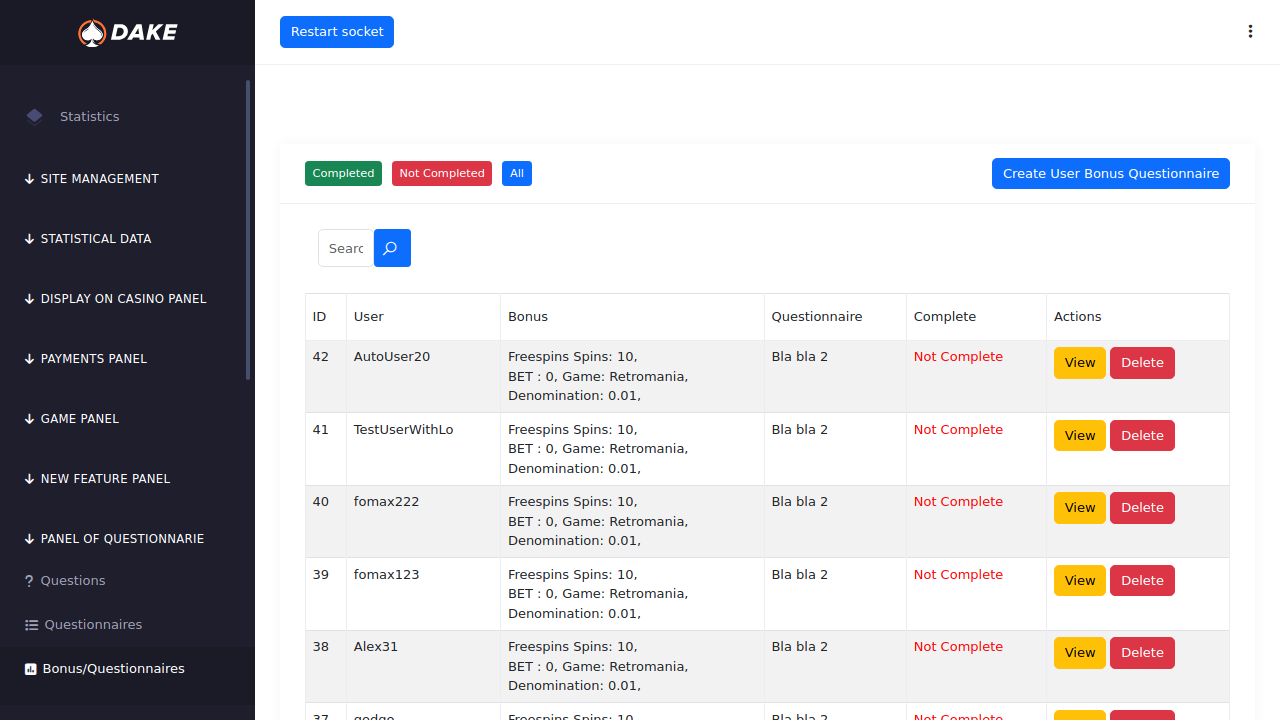 DAKE
Restart socket
Statistics
SITE MANAGEMENT
STATISTICAL DATA
DISPLAY ON CASINO PANEL
PAYMENTS PANEL
GAME PANEL
NEW FEATURE PANEL
PANEL OF QUESTIONNARIE
Questions
Questionnaires
Bonus/Questionnaires
Completed Not Completed All Create User Bonus Questionnaire
Searc
ID User Bonus Questionnaire Complete Actions
42 AutoUser20 Freespins Spins: 10, Bla bla 2 Not Complete View Delete
BET : 0, Game: Retromania,
Denomination: 0.01,
41 TestUserWithLo Freespins Spins: 10, Bla bla 2 Not Complete View Delete
BET : 0, Game: Retromania,
Denomination: 0.01,
40 fomax222 Freespins Spins: 10, Bla bla 2 Not Complete View Delete
BET : 0, Game: Retromania,
Denomination: 0.01,
39 fomax123 Freespins Spins: 10, Bla bla 2 Not Complete View Delete
BET : 0, Game: Retromania,
Denomination: 0.01,
38 Alex31 Freespins Spins: 10, Bla bla 2 Not Complete View Delete
BET : 0, Game: Retromania,
Denomination: 0.01,
37 Freespins Spins: 10, Bla bla 2 Not Complete